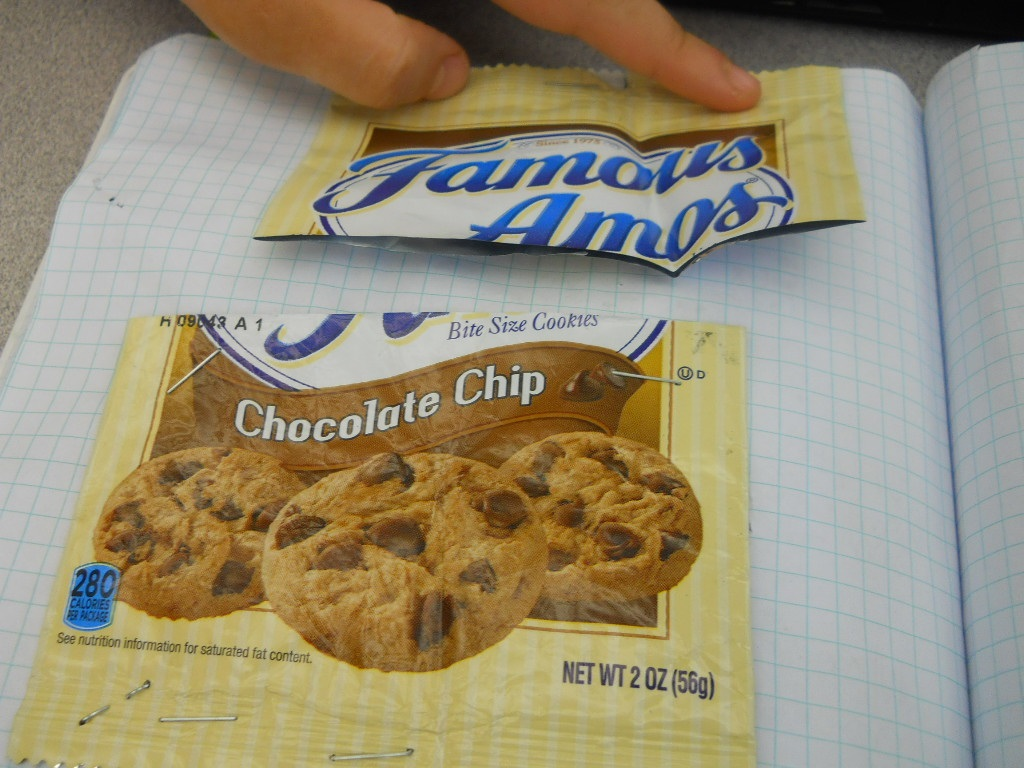 Since 1975
Famous
Amos
H 09643 A 1
Bite Size Cookies
Chocolate Chip
U D
280
CALORIES
PER PACKAGE
See nutrition information for saturated fat content.
NET WT 2 OZ (56g)